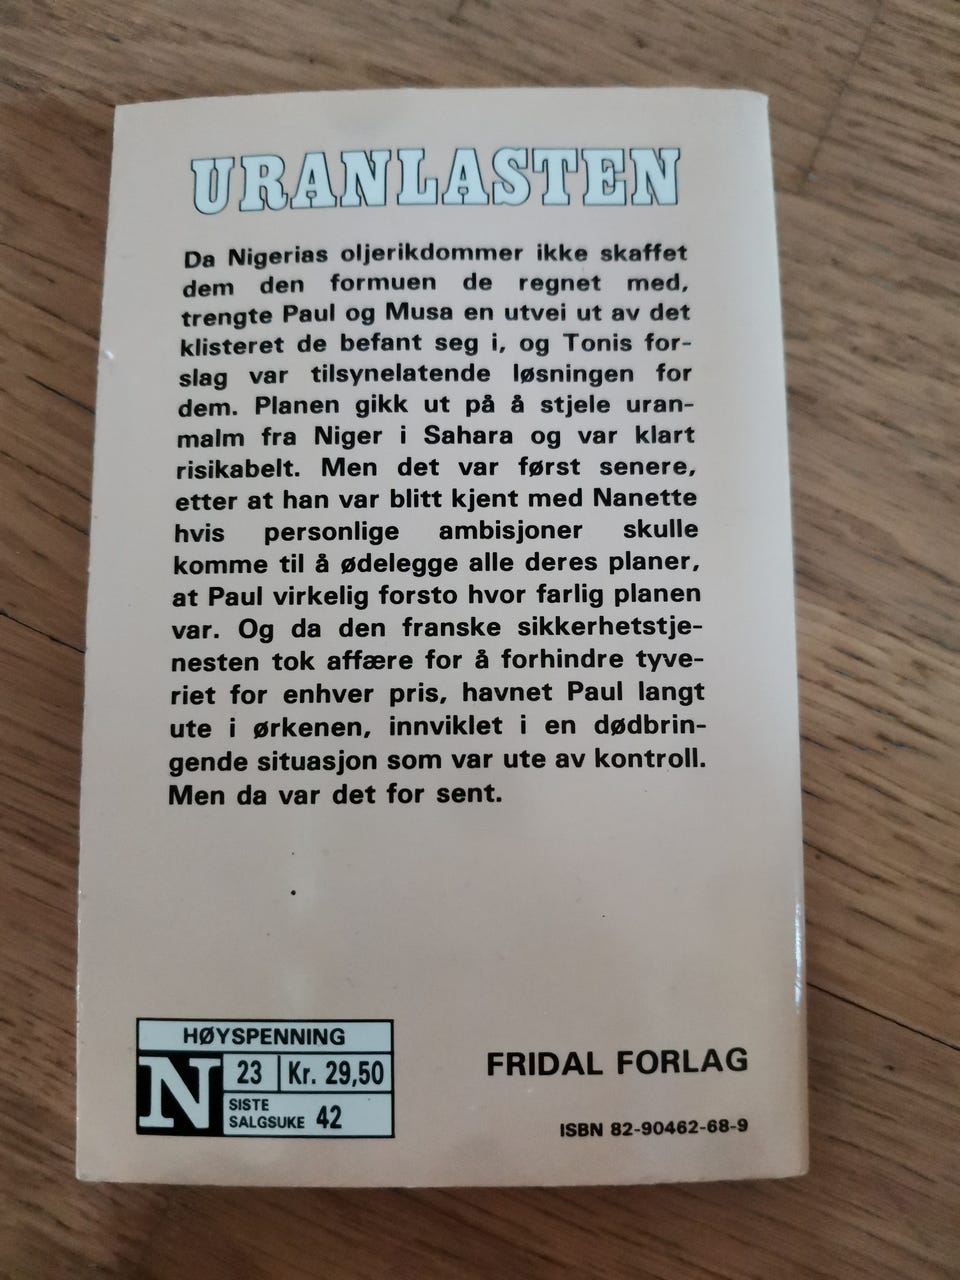 URANLASTEN
Da Nigerias oljerikdommer ikke skaffet
dem den formuen de regnet med,
trengte Paul og Musa en utvei ut av det
klisteret de befant seg i, og Tonis for-
slag var tilsynelatende løsningen for
dem. Planen gikk ut på å stjele uran-
malm fra Niger i Sahara og var klart
risikabelt. Men det var først senere,
etter at han var blitt kjent med Nanette
hvis personlige ambisjoner skulle
komme til å ødelegge alle deres planer,
at Paul virkelig forsto hvor farlig planen
var. Og da den franske sikkerhetstje-
nesten tok affære for å forhindre tyve-
riet for enhver pris, havnet Paul langt
ute i ørkenen, innviklet i en dødbrin-
gende situasjon som var ute av kontroll.
Men da var det for sent.
HØYSPENNING
N 23 Kr. 29,50
SISTE
SALGSUKE 42
FRIDAL FORLAG
ISBN 82-90462-68-9